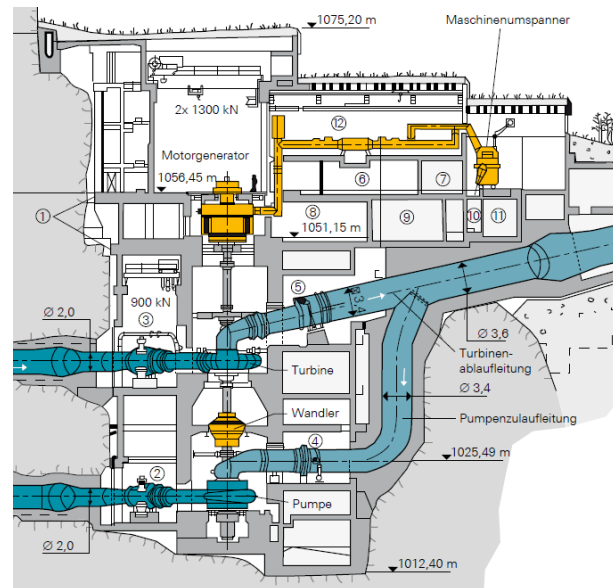 1075,20 m
Maschinenumspanner
2x 1300 kN
⑫
Motorgenerator
1056,45 m
⑥
⑦
①
⑧
1051,15 m
⑨
⑩
⑪
⑤
900 kN
③
Ø 2,0
Ø 3,4
Ø 3,6
Turbine
Turbinen-
ablaufleitung
Ø 3,4
Wandler
Pumpenzulaufleitung
④
1025,49 m
②
Pumpe
Ø 2,0
1012,40 m